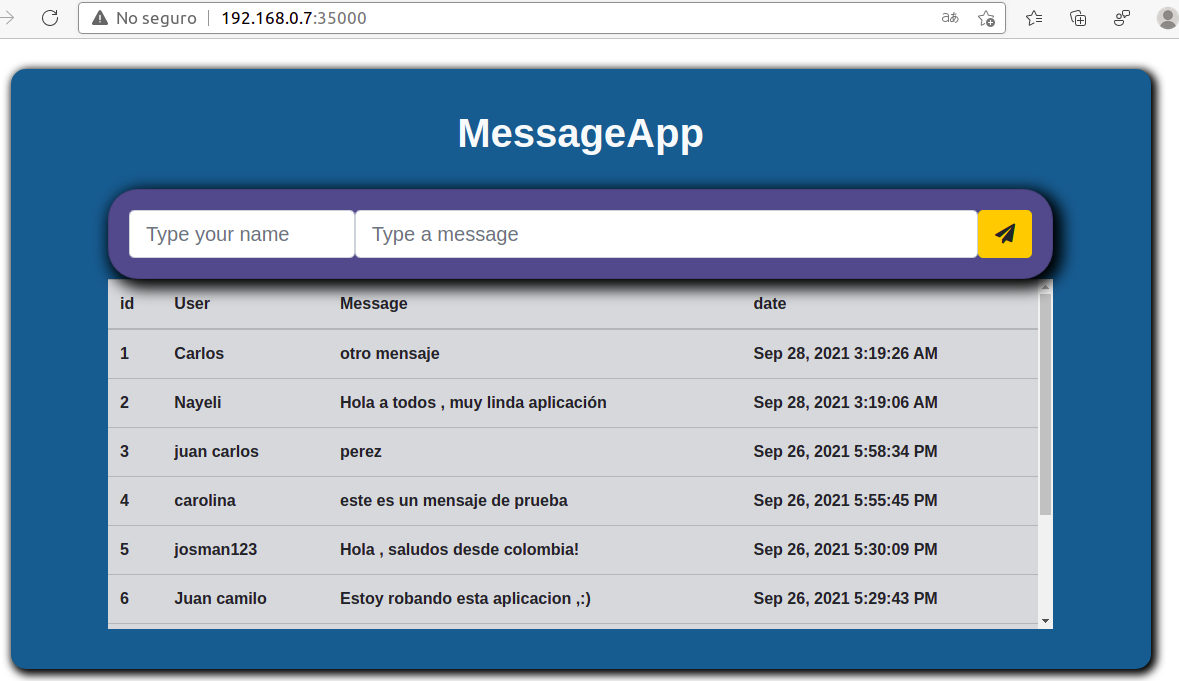 No seguro 192.168.0.7:35000 aあ
MessageApp
Type your name Type a message
id User Message date
1 Carlos otro mensaje Sep 28, 2021 3:19:26 AM
2 Nayeli Hola a todos , muy linda aplicación Sep 28, 2021 3:19:06 AM
3 juan carlos perez Sep 26, 2021 5:58:34 PM
4 carolina este es un mensaje de prueba Sep 26, 2021 5:55:45 PM
5 josman123 Hola , saludos desde colombia! Sep 26, 2021 5:30:09 PM
6 Juan camilo Estoy robando esta aplicacion ,:) Sep 26, 2021 5:29:43 PM